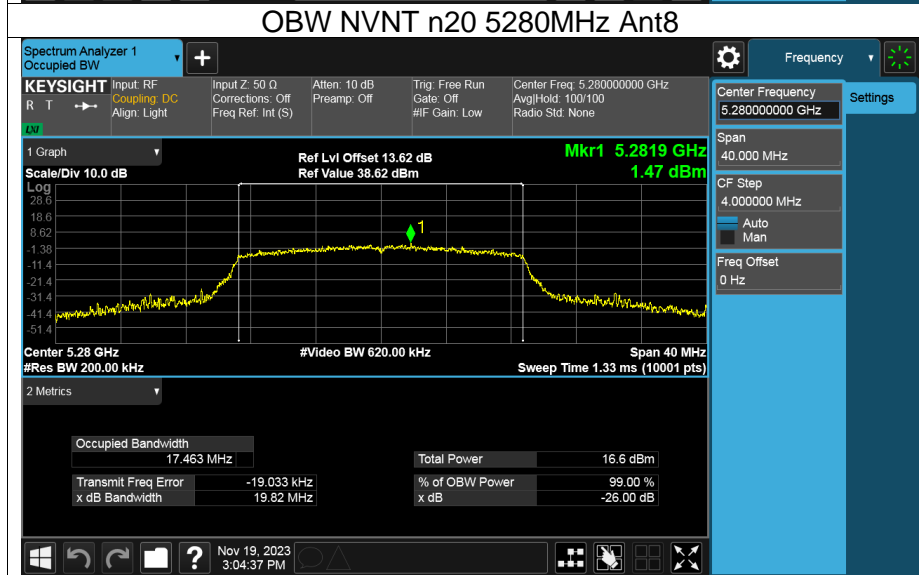 OBW NVNT n20 5280MHz Ant8
Spectrum Analyzer 1
Occupied BW
+
Frequency
KEYSIGHT
R T
LXI
Input: RF
Coupling: DC
Align: Light
Input Z: 50 Ω
Corrections: Off
Freq Ref: Int (S)
Atten: 10 dB
Preamp: Off
Trig: Free Run
Gate: Off
#IF Gain: Low
Center Freq: 5.280000000 GHz
Avg|Hold: 100/100
Radio Std: None
Center Frequency
5.280000000 GHz
Settings
Span
40.000 MHz
CF Step
4.000000 MHz
Auto
Man
Freq Offset
0 Hz
1 Graph
Scale/Div 10.0 dB
Ref Lvl Offset 13.62 dB
Ref Value 38.62 dBm
Mkr1 5.2819 GHz
1.47 dBm
Log
28.6
18.6
8.62
-1.38
-11.4
-21.4
-31.4
-41.4
-51.4
1
Center 5.28 GHz
#Res BW 200.00 kHz
#Video BW 620.00 kHz
Span 40 MHz
Sweep Time 1.33 ms (10001 pts)
2 Metrics
Occupied Bandwidth
17.463 MHz
Transmit Freq Error -19.033 kHz
x dB Bandwidth 19.82 MHz
Total Power 16.6 dBm
% of OBW Power 99.00 %
x dB -26.00 dB
?
Nov 19, 2023
3:04:37 PM